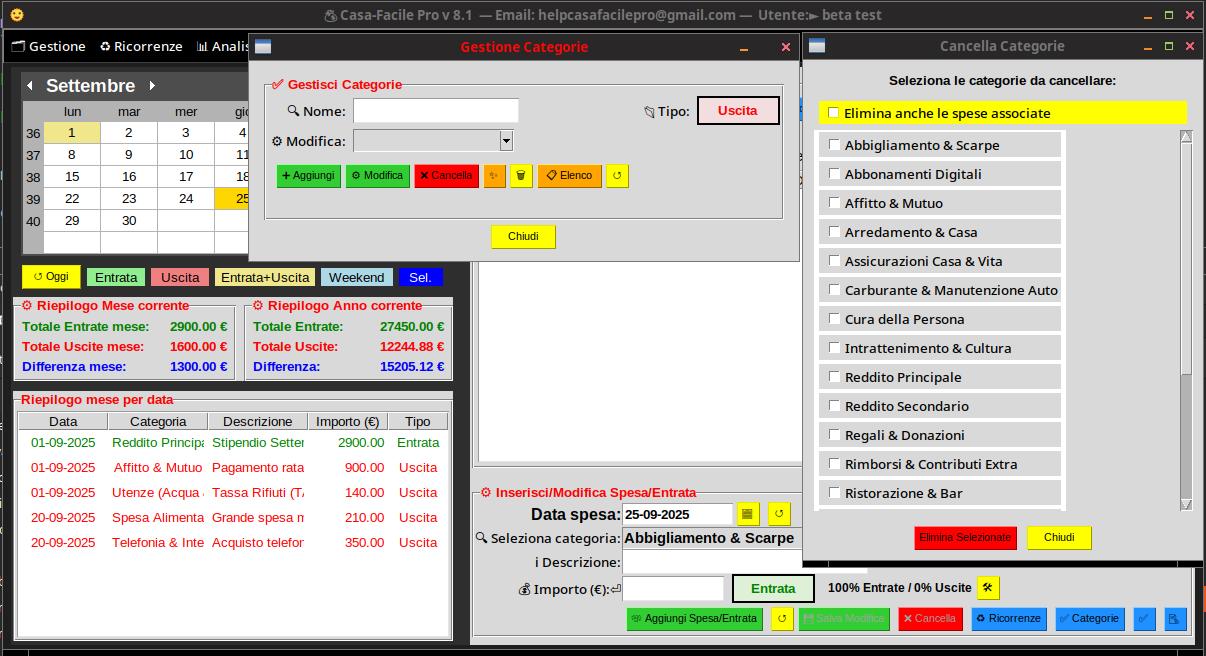 Casa-Facile Pro v 8.1 — Email: helpcasafacilepro@gmail.com — Utente:► beta test
Gestione Ricorrenze
Settembre
lun mar mer
36 1 2 3 4
37 8 9 10 11
38 15 16 17 18
39 22 23 24 25
40 29 30
Oggi Entrata Uscita Entrata+Uscita Weekend Sel.
Riepilogo Mese corrente
Totale Entrate mese: 2900.00 €
Totale Uscite mese: 1600.00 €
Differenza mese: 1300.00 €
Riepilogo Anno corrente
Totale Entrate: 27450.00 €
Totale Uscite: 12244.88 €
Differenza: 15205.12 €
Riepilogo mese per data
Data Categoria Descrizione Importo (€) Tipo
01-09-2025 Reddito Principa Stipendio Setter 2900.00 Entrata
01-09-2025 Affitto & Mutuo Pagamento rata 900.00 Uscita
20-09-2025 Utenze (Acqua Tassa Rifiuti (T 140.00 Uscita
20-09-2025 Spesa Alimenta Grande spesa m 210.00 Uscita
20-09-2025 Telefonia & Inte Acquisto telefor 350.00 Uscita
Gestione Categorie
Gestisci Categorie
Nome: Tipo: Uscita
Modifica:
+ Aggiungi Modifica Cancella Elenco
Chiudi
Cancella Categorie
Seleziona le categorie da cancellare:
Elimina anche le spese associate
Abbigliamento & Scarpe
Abbonamenti Digitali
Affitto & Mutuo
Arredamento & Casa
Assicurazioni Casa & Vita
Carburante & Manutenzione Auto
Cura della Persona
Intrattenimento & Cultura
Reddito Principale
Reddito Secondario
Regali & Donazioni
Rimborsi & Contributi Extra
Ristorazione & Bar
Elimina Selezionate Chiudi
Inserisci/Modifica Spesa/Entrata
Data spesa: 25-09-2025
Seleziona categoria: Abbigliamento & Scarpe
i Descrizione:
Importo (€): Entrata 100% Entrate / 0% Uscite
Aggiungi Spesa/Entrata Salva Modifica Cancella Ricorrenze Categorie